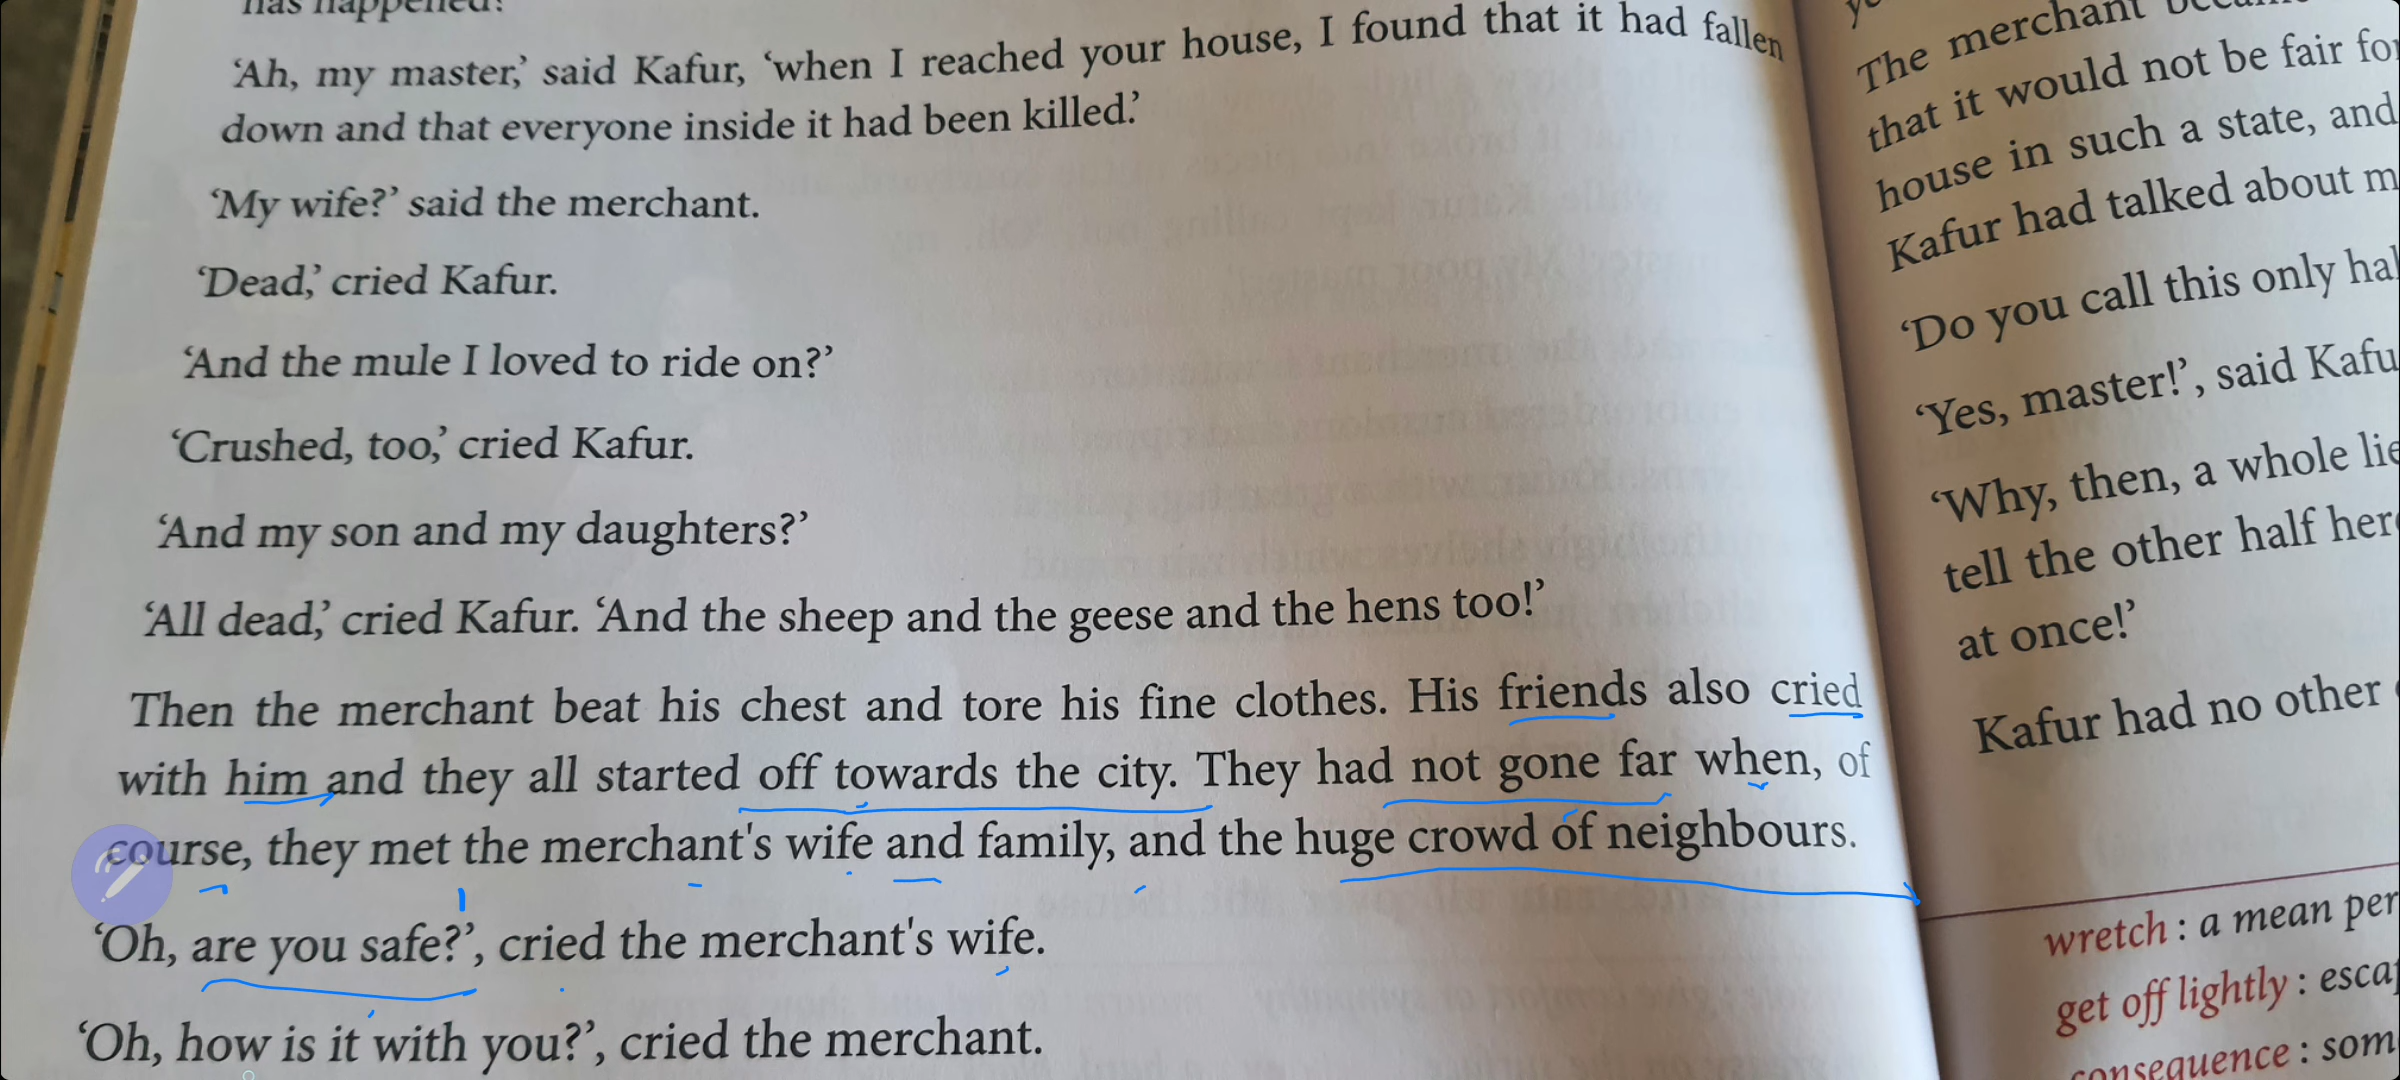 has happened?
‘Ah, my master,’ said Kafur, ‘when I reached your house, I found that it had fallen
down and that everyone inside it had been killed.’
‘My wife?’ said the merchant.
‘Dead,’ cried Kafur.
‘And the mule I loved to ride on?’
‘Crushed, too,’ cried Kafur.
‘And my son and my daughters?’
‘All dead,’ cried Kafur. ‘And the sheep and the geese and the hens too!’
Then the merchant beat his chest and tore his fine clothes. His friends also cried
with him and they all started off towards the city. They had not gone far when, of
course, they met the merchant's wife and family, and the huge crowd of neighbours.
‘Oh, are you safe?’, cried the merchant's wife.
‘Oh, how is it with you?’, cried the merchant.
The merchant
that it would not be fair
house in such a state, and
Kafur had talked about
‘Do you call this only
‘Yes, master!’, said
‘Why, then, a whole
tell the other half
at once!’
Kafur had no other
wretch : a mean
get off lightly :
consequence :